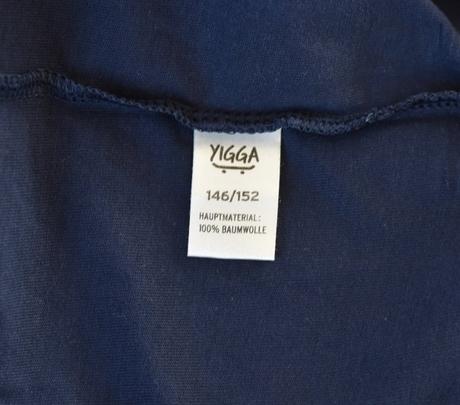 YIGGA
146/152
HAUPTMATERIAL:
100% BAUMWOLLE